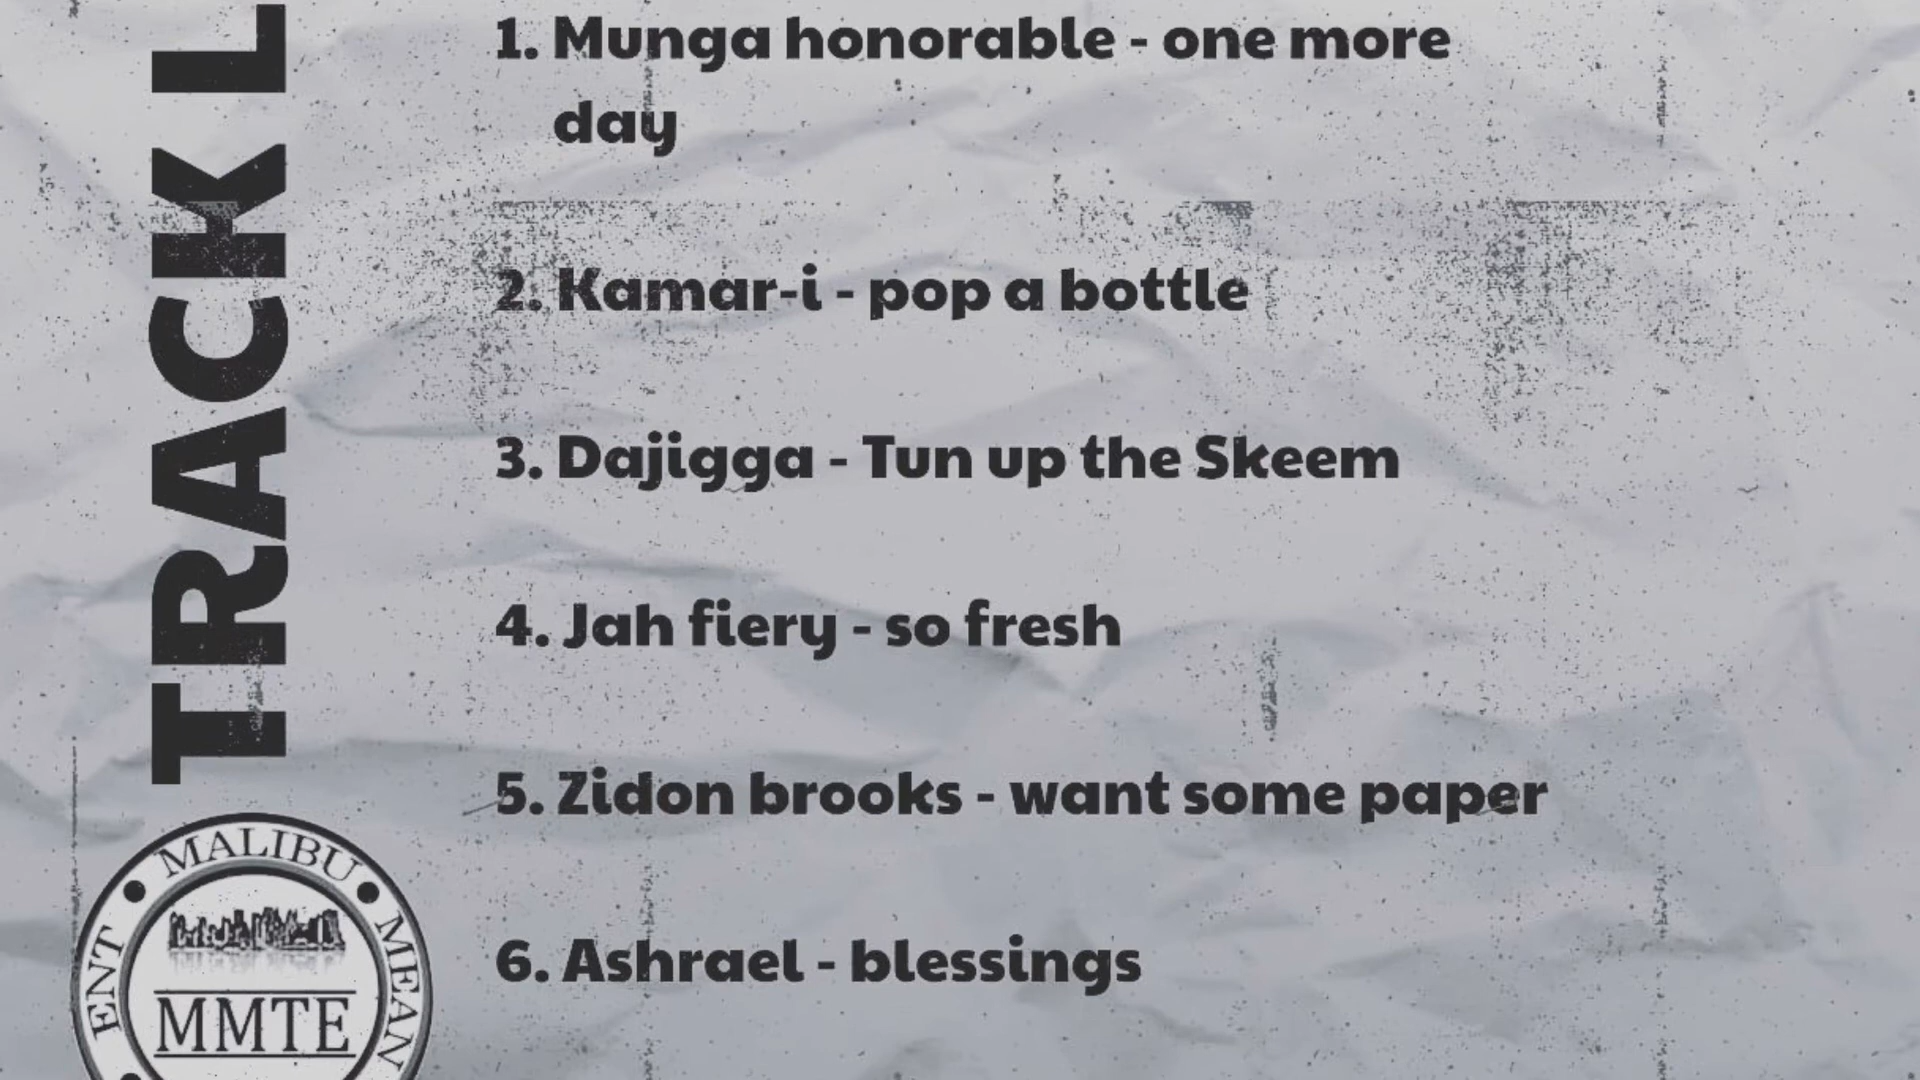 TRACK L
1. Munga honorable - one more
day
2. Kamar-i - pop a bottle
3. Dajigga - Tun up the Skeem
4. Jah fiery - so fresh
5. Zidon brooks - want some paper
6. Ashrael - blessings
ENT • MALIBU • MEAN
MMTE